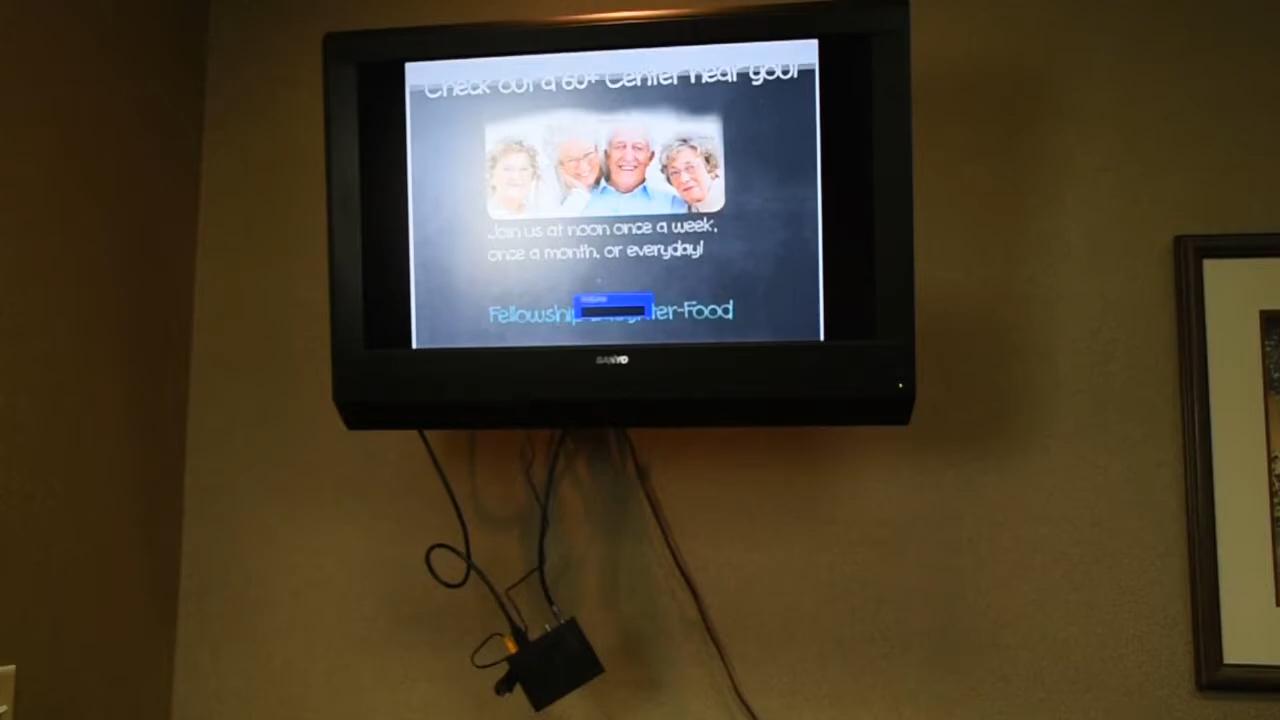 Check out a 60+ Center near you!
Join us at noon once a week,
once a month, or everyday!
Fellowship ter-Food
SANYO